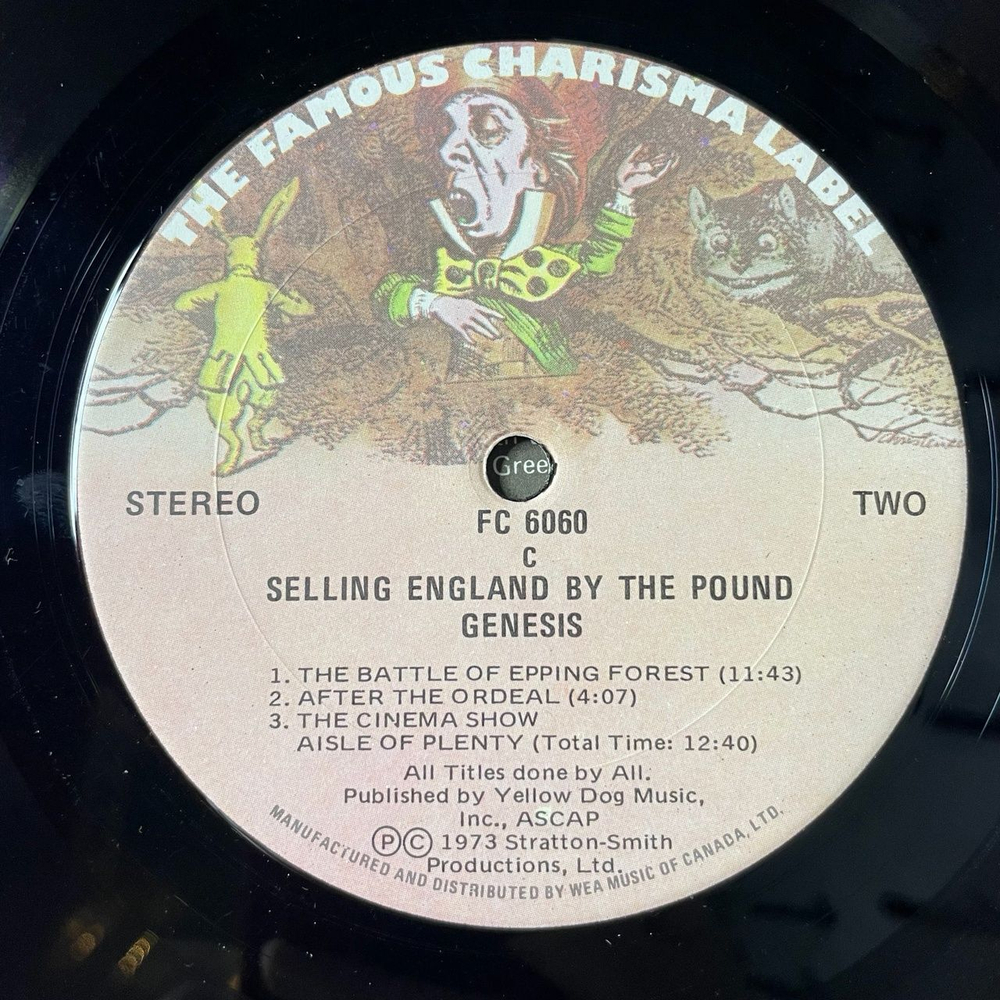 THE FAMOUS CHARISMA LABEL
Gree
STEREO
TWO
FC 6060
C
SELLING ENGLAND BY THE POUND
GENESIS
1. THE BATTLE OF EPPING FOREST (11:43)
2. AFTER THE ORDEAL (4:07)
3. THE CINEMA SHOW
AISLE OF PLENTY (Total Time: 12:40)
All Titles done by All.
Published by Yellow Dog Music,
Inc., ASCAP
ⓅⒸ 1973 Stratton-Smith
Productions, Ltd.
MANUFACTURED AND DISTRIBUTED BY WEA MUSIC OF CANADA, LTD.